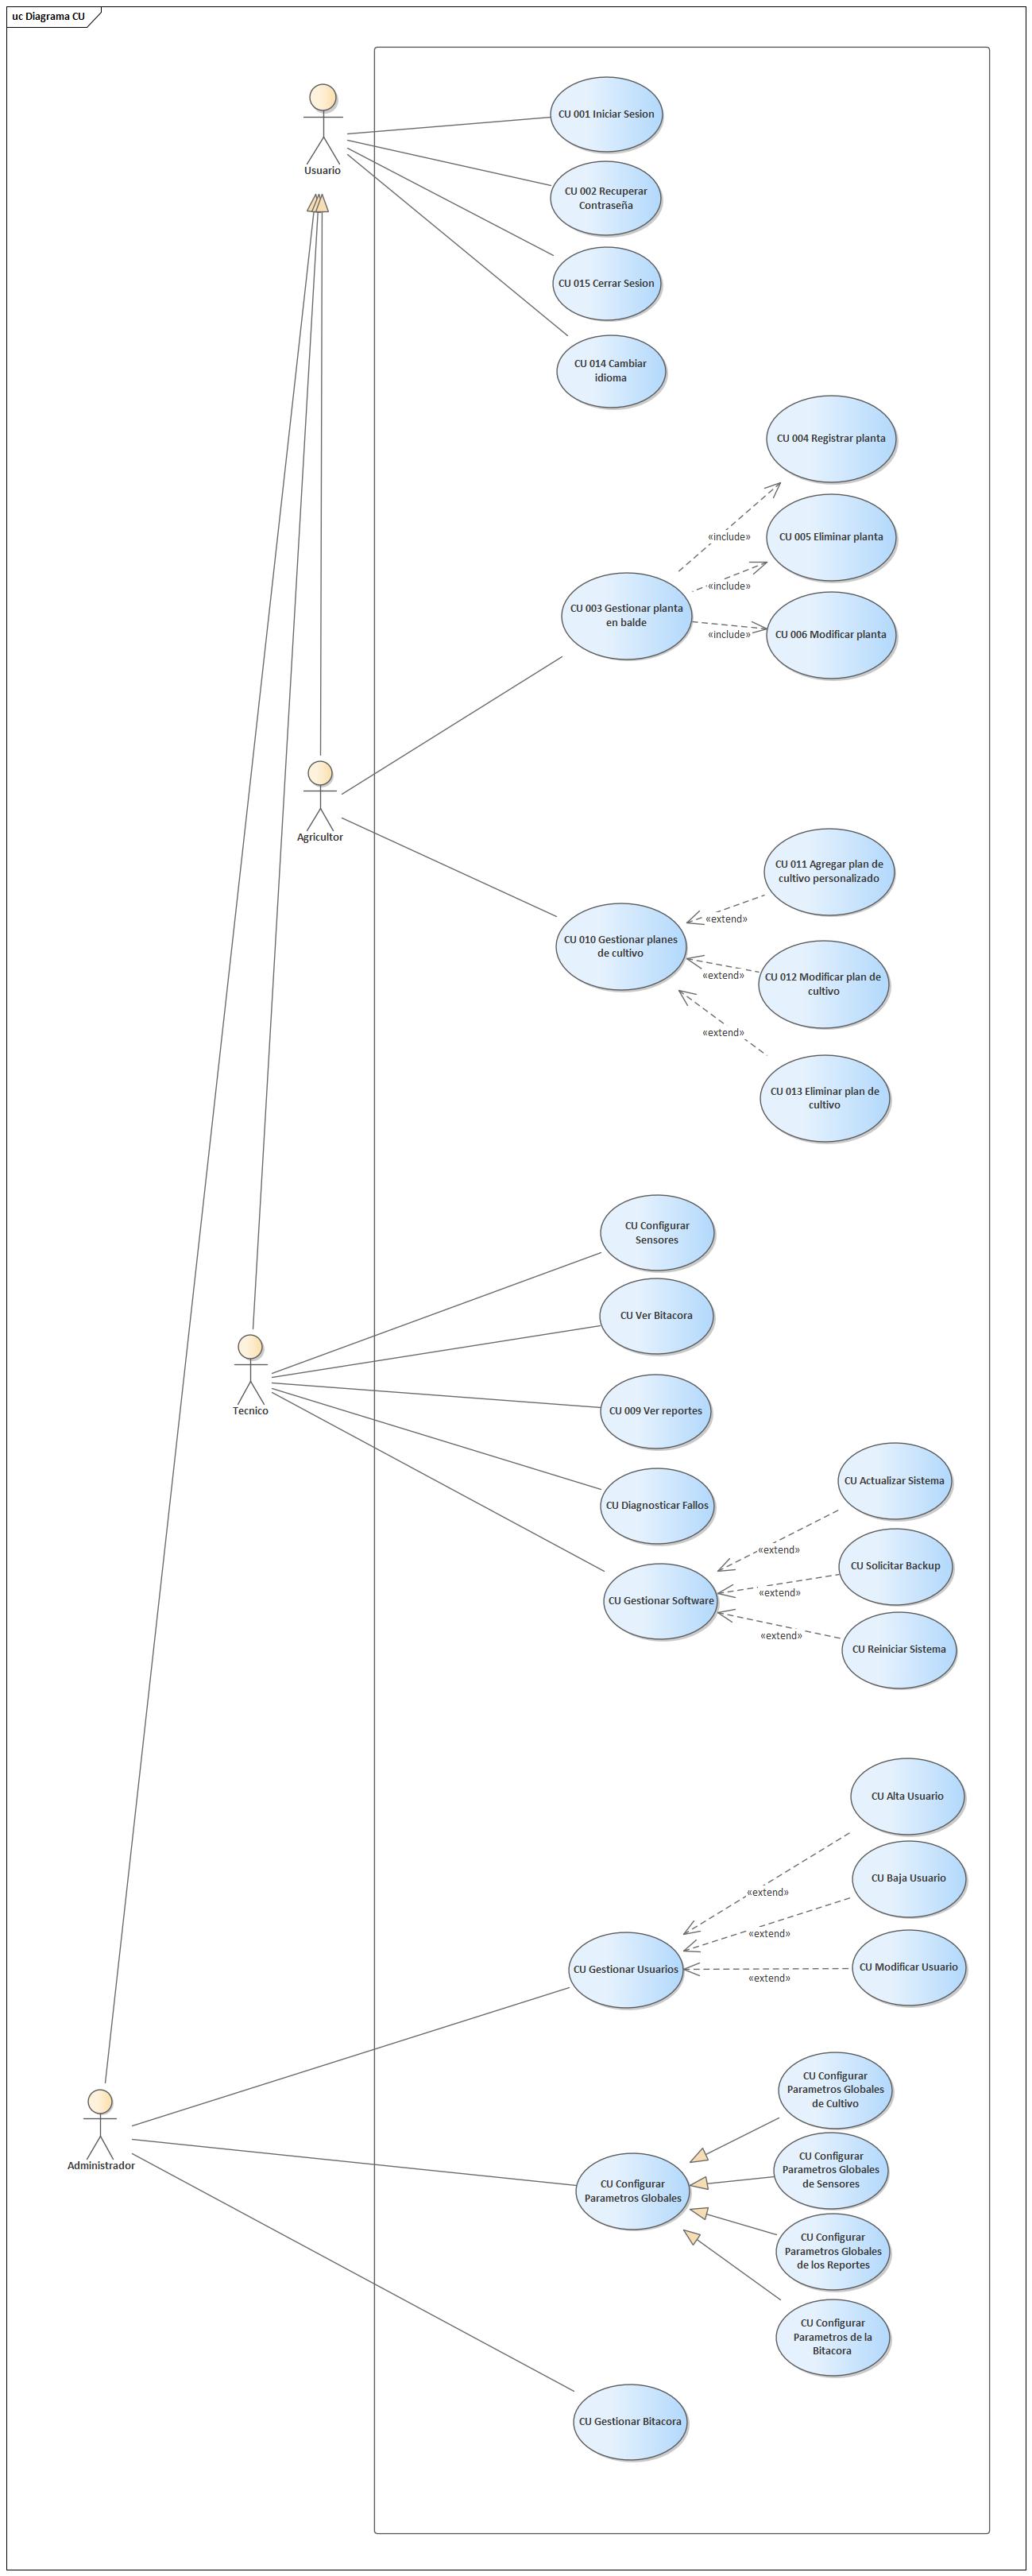 uc Diagrama CU
Usuario
CU 001 Iniciar Sesion
CU 002 Recuperar
Contraseña
CU 015 Cerrar Sesion
CU 014 Cambiar
idioma
CU 004 Registrar planta
«include»
CU 005 Eliminar planta
«include»
CU 003 Gestionar planta
en balde
«include»
CU 006 Modificar planta
Agricultor
CU 011 Agregar plan de
cultivo personalizado
«extend»
CU 010 Gestionar planes
de cultivo
«extend»
CU 012 Modificar plan de
cultivo
«extend»
CU 013 Eliminar plan de
cultivo
CU Configurar
Sensores
CU Ver Bitacora
Tecnico
CU 009 Ver reportes
CU Diagnosticar Fallos
CU Actualizar Sistema
«extend»
CU Solicitar Backup
«extend»
CU Gestionar Software
«extend»
CU Reiniciar Sistema
CU Alta Usuario
«extend»
CU Baja Usuario
«extend»
CU Gestionar Usuarios
CU Modificar Usuario
«extend»
Administrador
CU Configurar
Parametros Globales
CU Configurar
Parametros Globales
de Cultivo
CU Configurar
Parametros Globales
de Sensores
CU Configurar
Parametros Globales
de los Reportes
CU Configurar
Parametros de la
Bitacora
CU Gestionar Bitacora